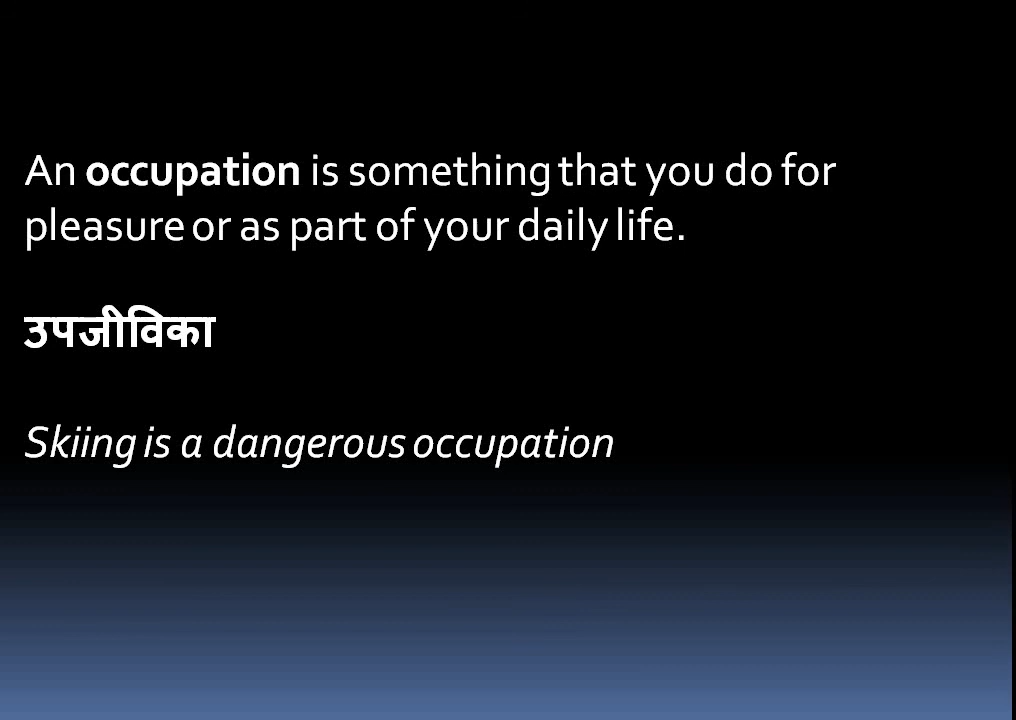 An occupation is something that you do for
pleasure or as part of your daily life.
उपजीविका
Skiing is a dangerous occupation